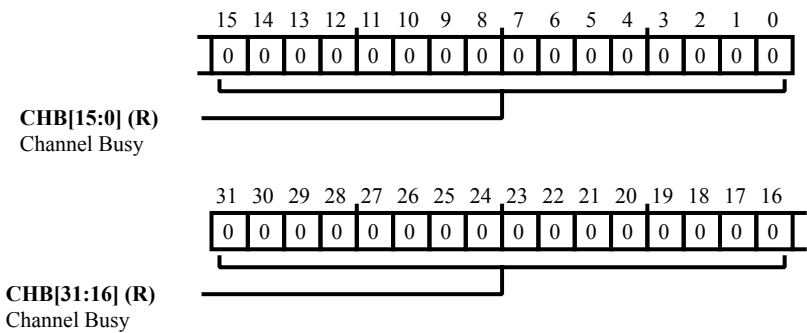 15 14 13 12 11 10 9 8 7 6 5 4 3 2 1 0
0 0 0 0 0 0 0 0 0 0 0 0 0 0 0 0
CHB[15:0] (R)
Channel Busy
31 30 29 28 27 26 25 24 23 22 21 20 19 18 17 16
0 0 0 0 0 0 0 0 0 0 0 0 0 0 0 0
CHB[31:16] (R)
Channel Busy